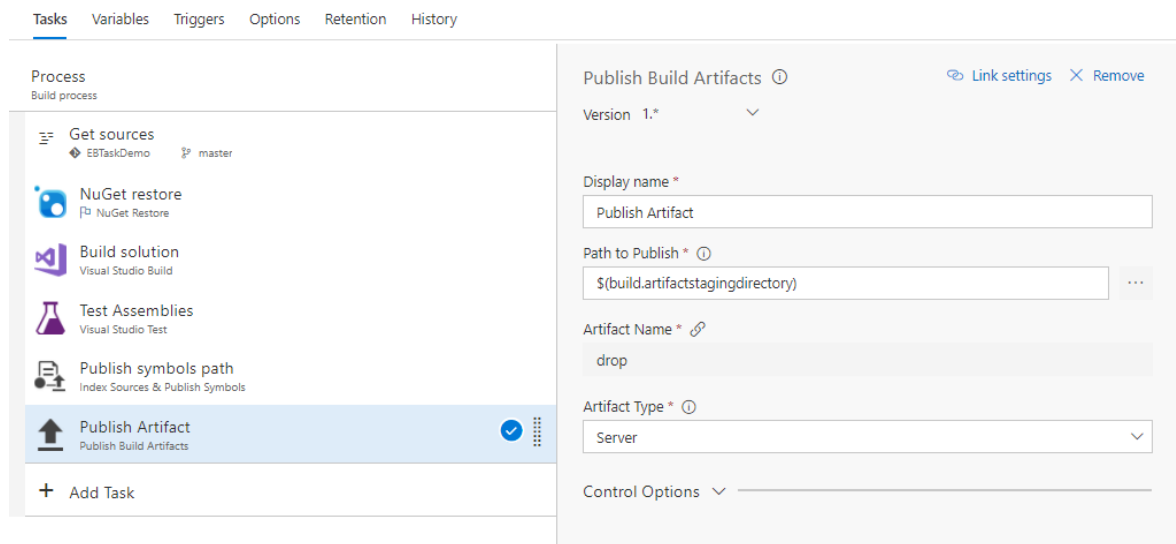 Tasks Variables Triggers Options Retention History
Process
Build process
Get sources
EBTaskDemo master
NuGet restore
NuGet Restore
Build solution
Visual Studio Build
Test Assemblies
Visual Studio Test
Publish symbols path
Index Sources & Publish Symbols
Publish Artifact
Publish Build Artifacts
+ Add Task
Publish Build Artifacts Link settings Remove
Version 1.*
Display name *
Publish Artifact
Path to Publish *
$(build.artifactstagingdirectory)
Artifact Name *
drop
Artifact Type *
Server
Control Options